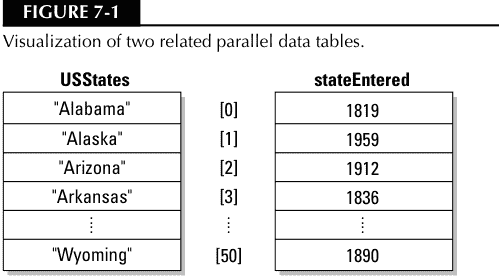 FIGURE 7-1
Visualization of two related parallel data tables.
USStates stateEntered
"Alabama" [0] 1819
"Alaska" [1] 1959
"Arizona" [2] 1912
"Arkansas" [3] 1836
⋮ ⋮ ⋮
"Wyoming" [50] 1890